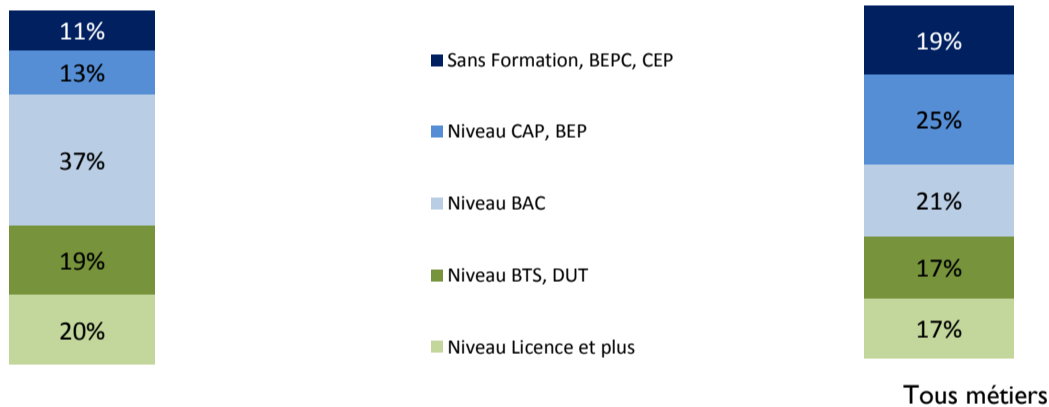 11%
13%
37%
19%
20%
Sans Formation, BEPC, CEP
Niveau CAP, BEP
Niveau BAC
Niveau BTS, DUT
Niveau Licence et plus
19%
25%
21%
17%
17%
Tous métiers